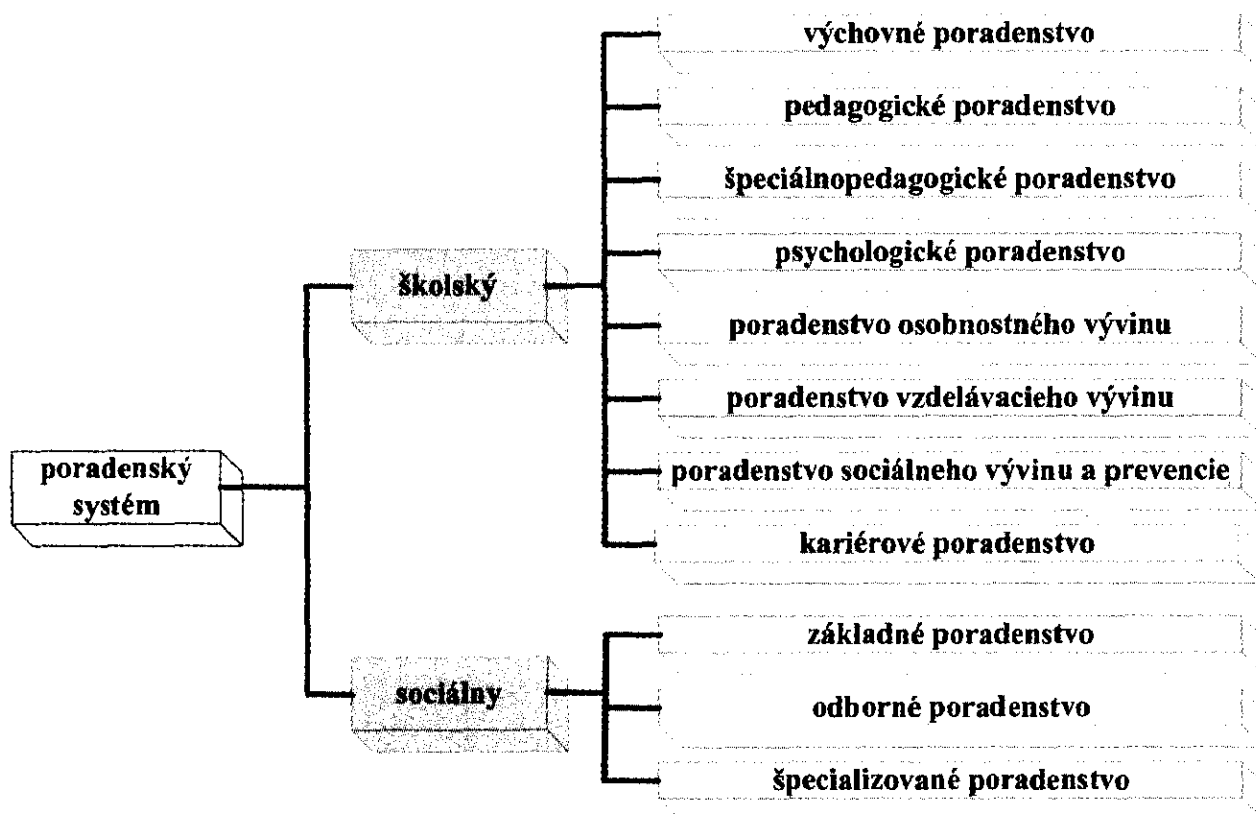 výchovné poradenstvo
pedagogické poradenstvo
špeciálnopedagogické poradenstvo
psychologické poradenstvo
školský
poradenstvo osobnostného vývinu
poradenstvo vzdelávacieho vývinu
poradenský
systém
poradenstvo sociálneho vývinu a prevencie
kariérové poradenstvo
základné poradenstvo
sociálny
odborné poradenstvo
špecializované poradenstvo